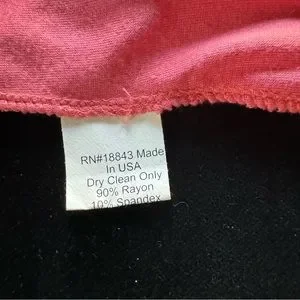 RN#18843 Made
In USA
Dry Clean Only
90% Rayon
10% Spandex